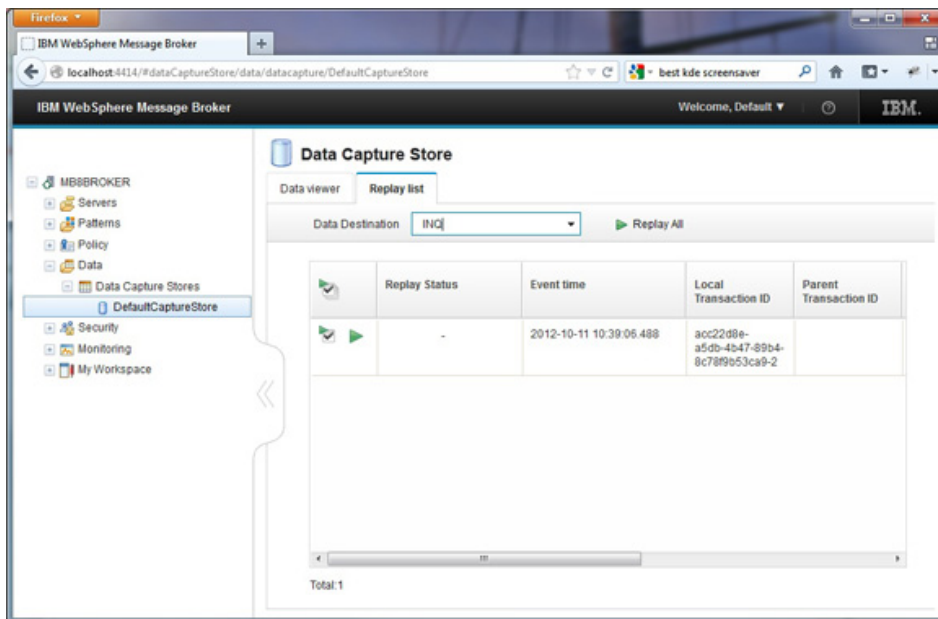 Firefox
IBM WebSphere Message Broker
localhost:4414/#dataCaptureStore/data/datacapture/DefaultCaptureStore
best kde screensaver
IBM WebSphere Message Broker
Welcome, Default
IBM.
MB8BROKER
Servers
Patterns
Policy
Data
Data Capture Stores
DefaultCaptureStore
Security
Monitoring
My Workspace
Data Capture Store
Data viewer
Replay list
Data Destination
INQ
Replay All
Replay Status
Event time
Local
Transaction ID
Parent
Transaction ID
-
2012-10-11 10:39:06.488
acc22d8e-
a5db-4b47-89b4-
8c78f9b53ca9-2
Total:1